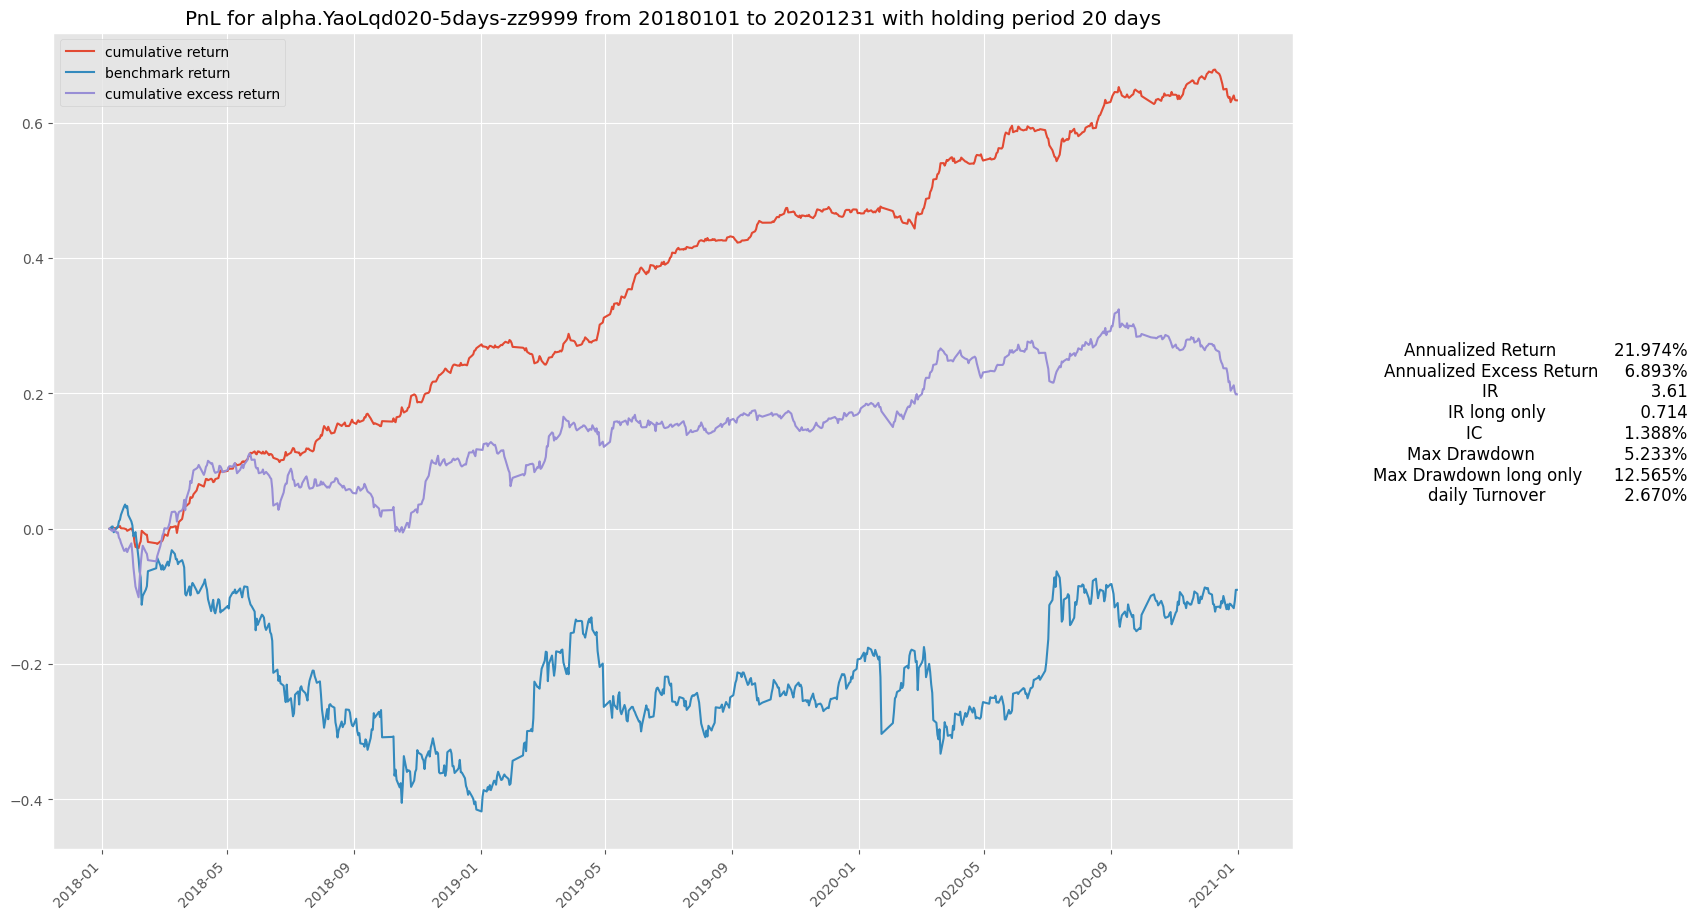 PnL for alpha.YaoLqd020-5days-zz9999 from 20180101 to 20201231 with holding period 20 days
cumulative return
benchmark return
cumulative excess return
0.6
0.4
0.2
0.0
−0.2
−0.4
2018-01
2018-05
2018-09
2019-01
2019-05
2019-09
2020-01
2020-05
2020-09
2021-01
Annualized Return 21.974%
Annualized Excess Return 6.893%
IR 3.61
IR long only 0.714
IC 1.388%
Max Drawdown 5.233%
Max Drawdown long only 12.565%
daily Turnover 2.670%